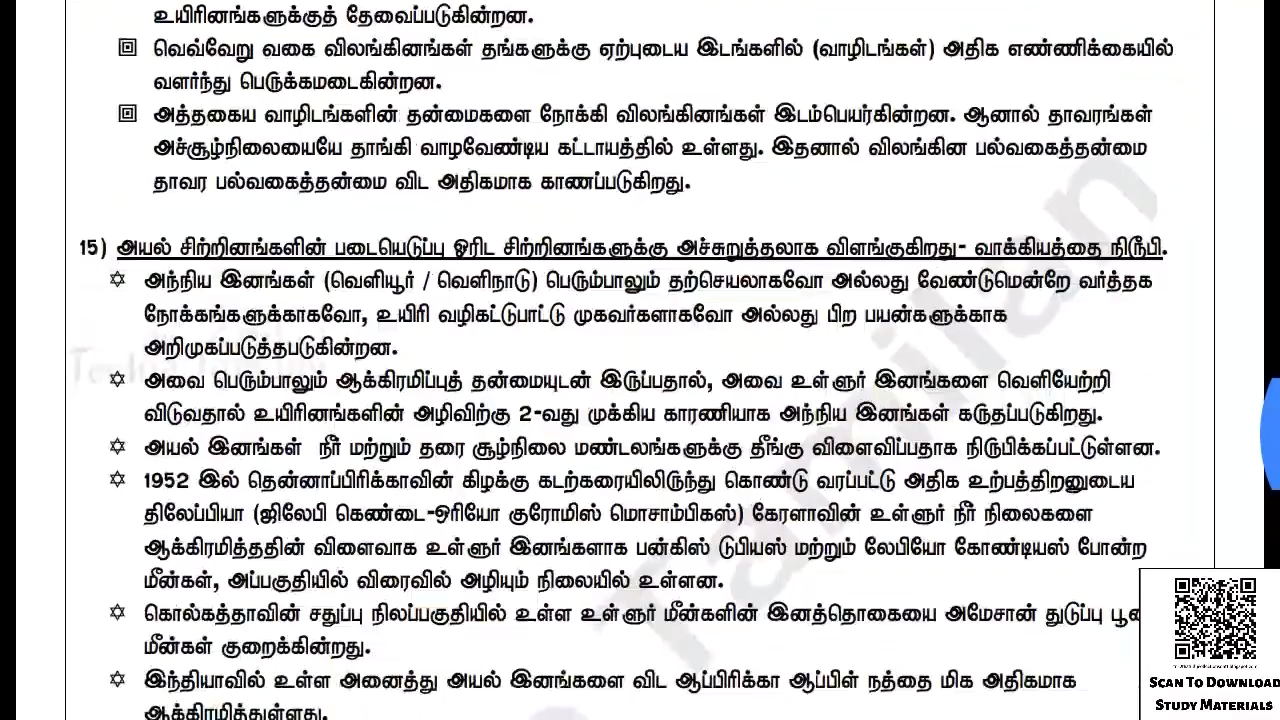 உயிரினங்களுக்குத் தேவைப்படுகின்றன.
வெவ்வேறு வகை விலங்கினங்கள் தங்களுக்கு ஏற்புடைய இடங்களில் (வாழிடங்கள்) அதிக எண்ணிக்கையில்
வளர்ந்து பெருக்கமடைகின்றன.
அத்தகைய வாழிடங்களின் தன்மைகளை நோக்கி விலங்கினங்கள் இடம்பெயர்கின்றன. ஆனால் தாவரங்கள்
அச்சூழ்நிலையையே தாங்கி வாழவேண்டிய கட்டாயத்தில் உள்ளது. இதனால் விலங்கின பல்வகைத்தன்மை
தாவர பல்வகைத்தன்மை விட அதிகமாக காணப்படுகிறது.
15) அயல் சிற்றினங்களின் படையெடுப்பு ஓரிட சிற்றினங்களுக்கு அச்சுறுத்தலாக விளங்குகிறது- வாக்கியத்தை நிரூபி.
அந்நிய இனங்கள் (வெளியூர் / வெளிநாடு) பெரும்பாலும் தற்செயலாகவோ அல்லது வேண்டுமென்றே வர்த்தக
நோக்கங்களுக்காகவோ, உயிரி வழிகட்டுபாட்டு முகவர்களாகவோ அல்லது பிற பயன்களுக்காக
அறிமுகப்படுத்தபடுகின்றன.
அவை பெரும்பாலும் ஆக்கிரமிப்புத் தன்மையுடன் இருப்பதால், அவை உள்ளுர் இனங்களை வெளியேற்றி
விடுவதால் உயிரினங்களின் அழிவிற்கு 2-வது முக்கிய காரணியாக அந்நிய இனங்கள் கருதப்படுகிறது.
அயல் இனங்கள் நீர் மற்றும் தரை சூழ்நிலை மண்டலங்களுக்கு தீங்கு விளைவிப்பதாக நிருபிக்கப்பட்டுள்ளன.
1952 இல் தென்னாப்பிரிக்காவின் கிழக்கு கடற்கரையிலிருந்து கொண்டு வரப்பட்டு அதிக உற்பத்திறனுடைய
திலேப்பியா (ஜிலேபி கெண்டை-ஒரியோ குரோமிஸ் மொசாம்பிகஸ்) கேரளாவின் உள்ளுர் நீர் நிலைகளை
ஆக்கிரமித்ததின் விளைவாக உள்ளுர் இனங்களாக பன்கிஸ் டுபியஸ் மற்றும் லேபியோ கோண்டியஸ் போன்ற
மீன்கள், அப்பகுதியில் விரைவில் அழியும் நிலையில் உள்ளன.
கொல்கத்தாவின் சதுப்பு நிலப்பகுதியில் உள்ள உள்ளுர் மீன்களின் இனத்தொகையை அமேசான் துடுப்பு
மீன்கள் குறைக்கின்றது.
இந்தியாவில் உள்ள அனைத்து அயல் இனங்களை விட ஆப்பிரிக்கா ஆப்பிள் நத்தை மிக அதிகமாக
ஆக்கிரமித்துள்ளது.
Tamilan
SCAN TO DOWNLOAD
STUDY MATERIALS